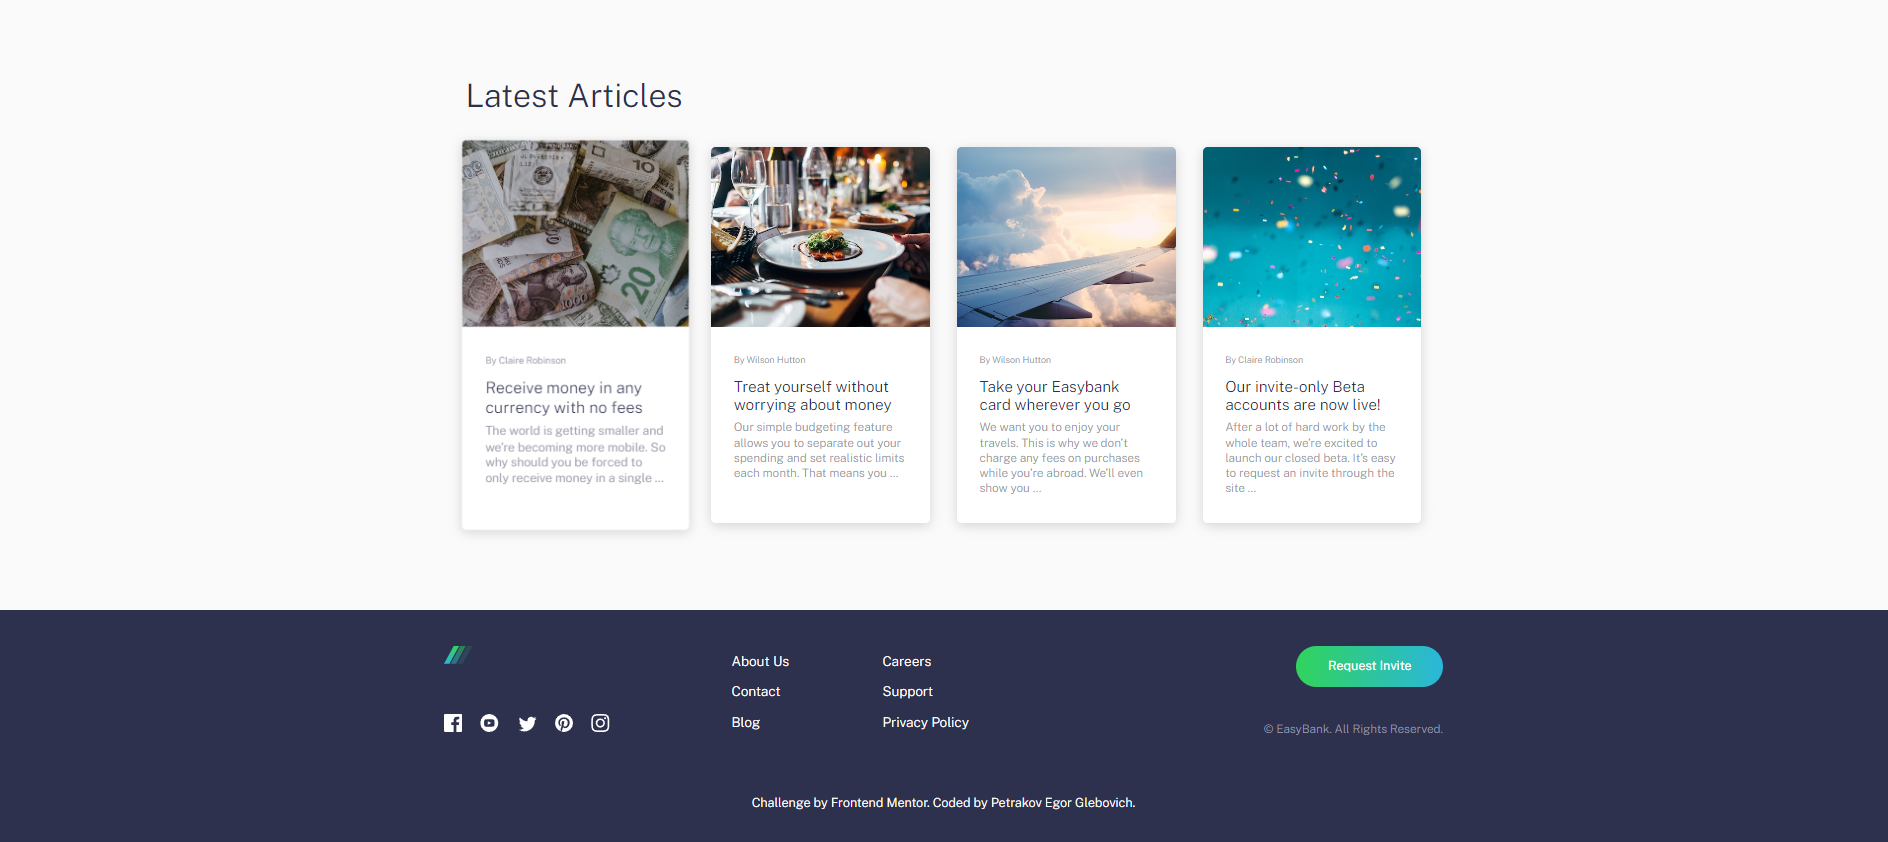 Latest Articles
10
20
1000
By Claire Robinson
Receive money in any
currency with no fees
The world is getting smaller and
we're becoming more mobile. So
why should you be forced to
only receive money in a single ...
By Wilson Hutton
Treat yourself without
worrying about money
Our simple budgeting feature
allows you to separate out your
spending and set realistic limits
each month. That means you ...
By Wilson Hutton
Take your Easybank
card wherever you go
We want you to enjoy your
travels. This is why we don't
charge any fees on purchases
while you're abroad. We'll even
show you ...
By Claire Robinson
Our invite-only Beta
accounts are now live!
After a lot of hard work by the
whole team, we're excited to
launch our closed beta. It's easy
to request an invite through the
site ...
About Us
Contact
Blog
Careers
Support
Privacy Policy
Request Invite
© EasyBank. All Rights Reserved.
Challenge by Frontend Mentor. Coded by Petrakov Egor Glebovich.